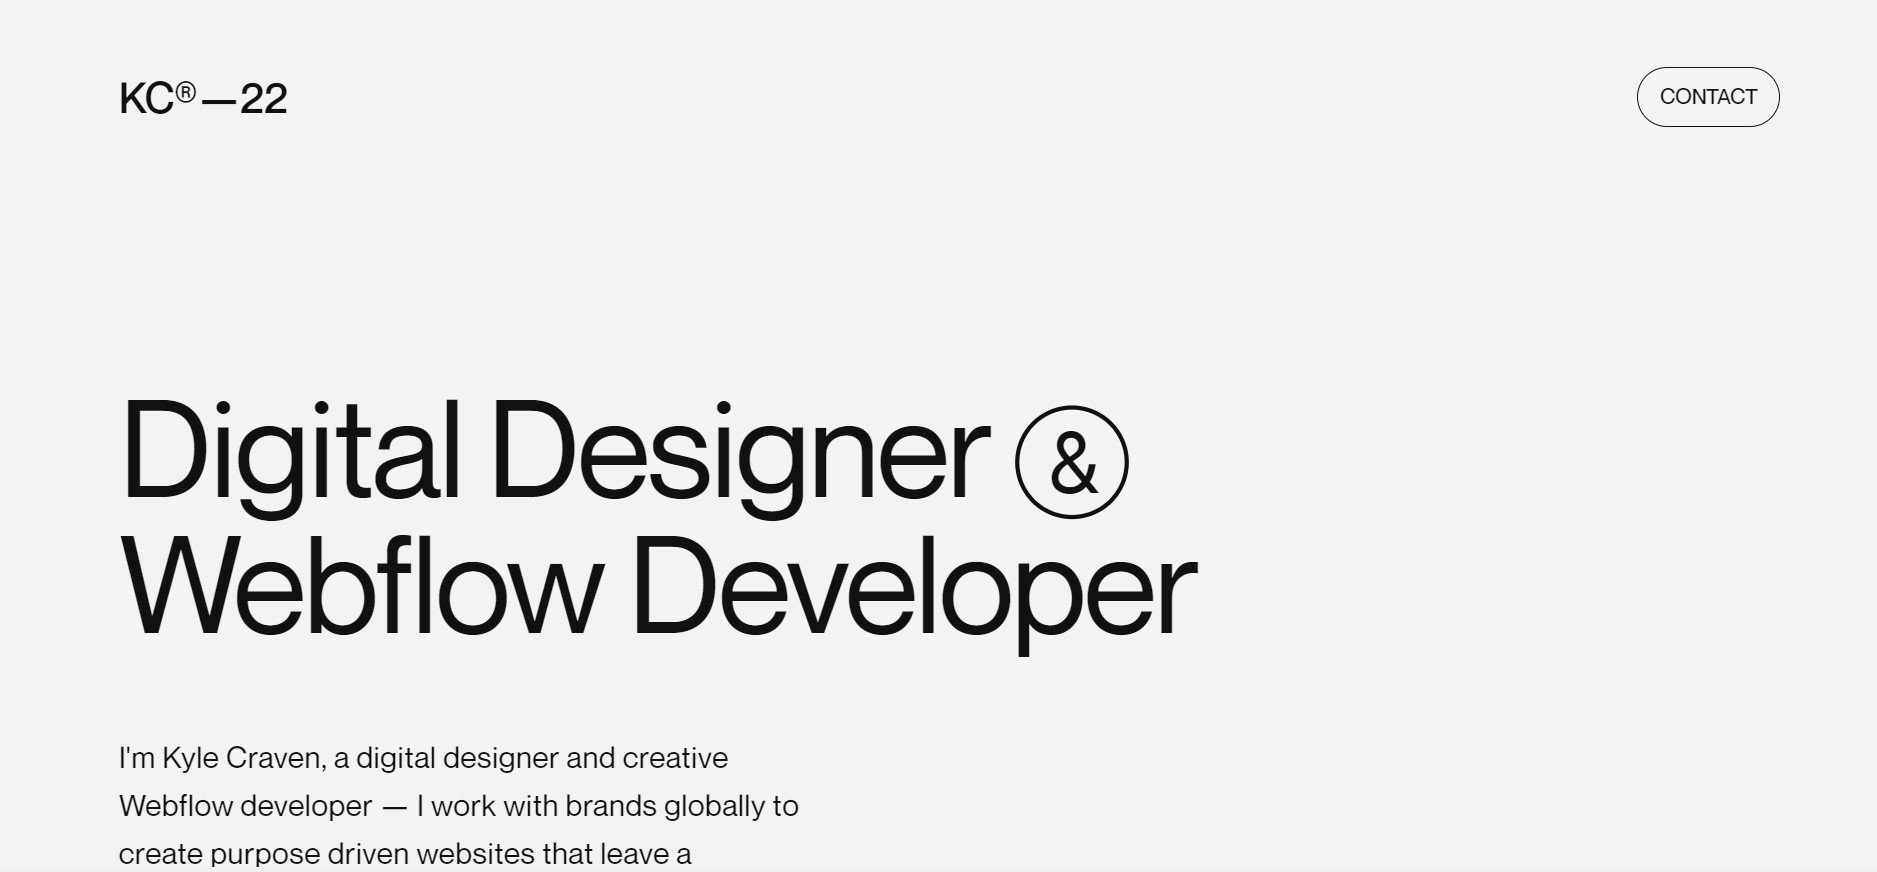 KC®—22
CONTACT
Digital Designer &
Webflow Developer
I'm Kyle Craven, a digital designer and creative
Webflow developer — I work with brands globally to
create purpose driven websites that leave a